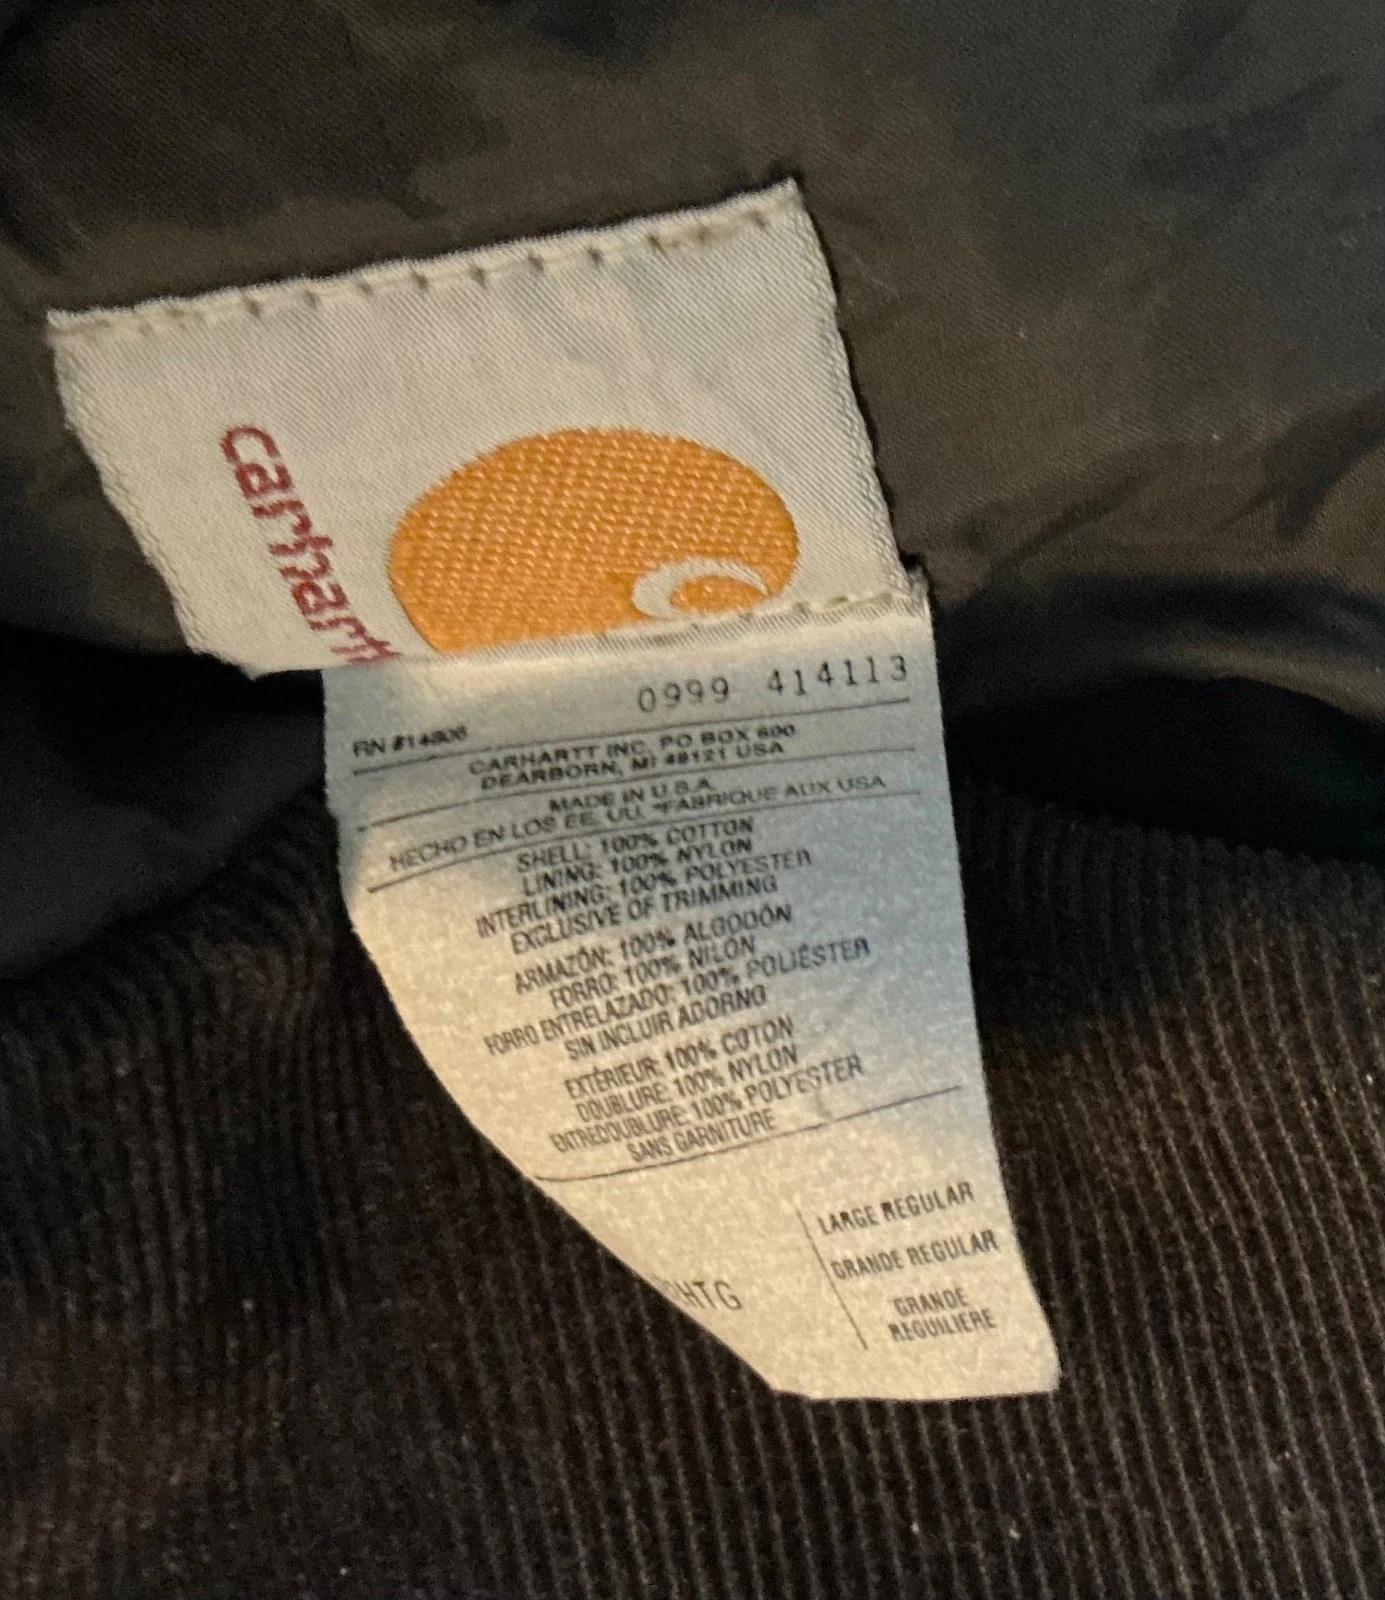 carhartt
0999 414113
RN #14806
CARHARTT INC, PO BOX 600
DEARBORN, MI 48121 USA
MADE IN U.S.A.
HECHO EN LOS EE. UU. *FABRIQUE AUX USA
SHELL: 100% COTTON
LINING: 100% NYLON
INTERLINING: 100% POLYESTER
EXCLUSIVE OF TRIMMING
ARMAZÓN: 100% ALGODÓN
FORRO: 100% NILON
FORRO ENTRELAZADO: 100% POLIÉSTER
SIN INCLUIR ADORNO
EXTÉRIEUR: 100% COTON
DOUBLURE: 100% NYLON
ENTREDOUBLURE: 100% POLYESTER
SANS GARNITURE
LARGE REGULAR
GRANDE REGULAR
HTG
GRANDE
REGUILIERE